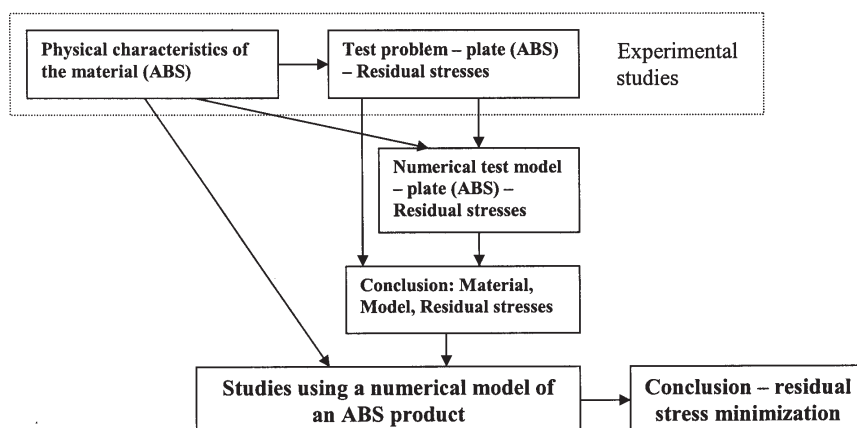 Physical characteristics of
the material (ABS)
Test problem – plate (ABS)
– Residual stresses
Experimental
studies
Numerical test model
– plate (ABS) –
Residual stresses
Conclusion: Material,
Model, Residual stresses
Studies using a numerical model of
an ABS product
Conclusion – residual
stress minimization